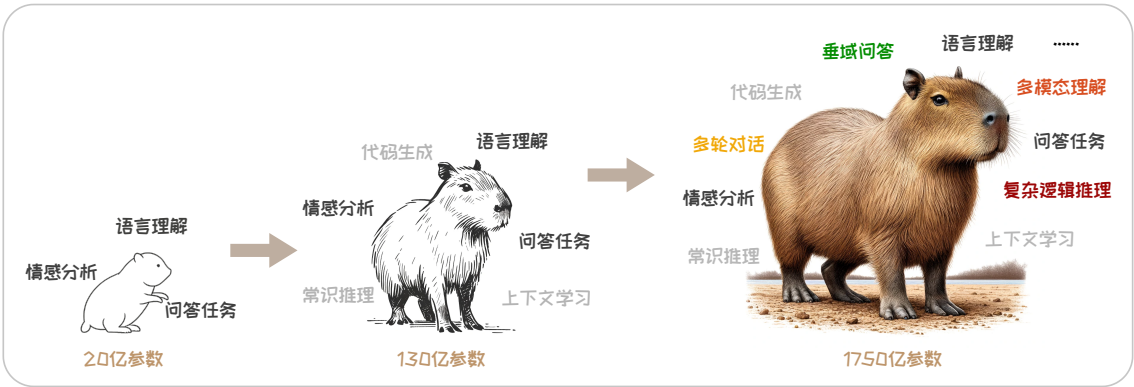 语言理解
情感分析
问答任务
20亿参数
代码生成
语言理解
情感分析
问答任务
常识推理
上下文学习
130亿参数
垂域问答
语言理解
……
代码生成
多模态理解
多轮对话
问答任务
情感分析
复杂逻辑推理
常识推理
上下文学习
1750亿参数